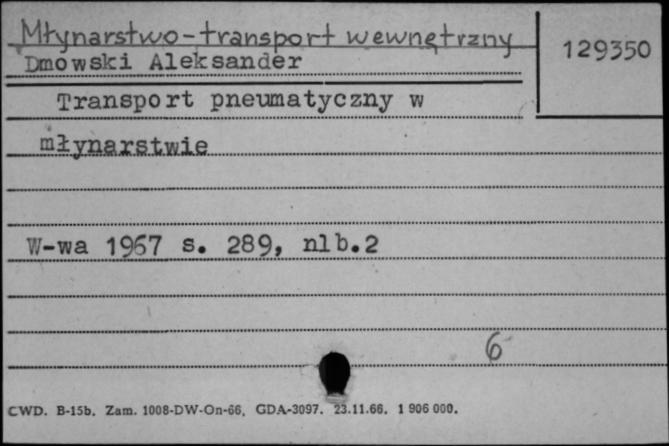 Młynarstwo-transport wewnętrzny
129350
Dmowski Aleksander
Transport pneumatyczny w
młynarstwie
W-wa 1967 s. 289, nlb.2
6
CWD. B-15b. Zam. 1008-DW-On-66. GDA-3097. 23.11.66. 1 906 000.